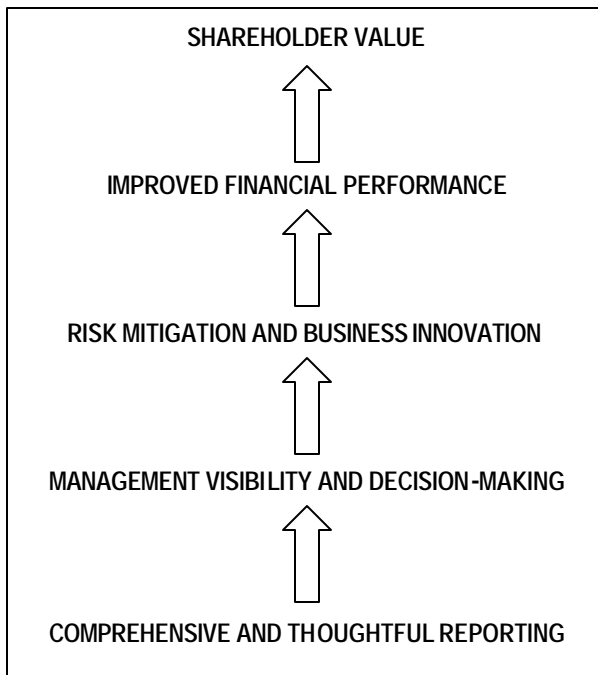 SHAREHOLDER VALUE
IMPROVED FINANCIAL PERFORMANCE
RISK MITIGATION AND BUSINESS INNOVATION
MANAGEMENT VISIBILITY AND DECISION-MAKING
COMPREHENSIVE AND THOUGHTFUL REPORTING